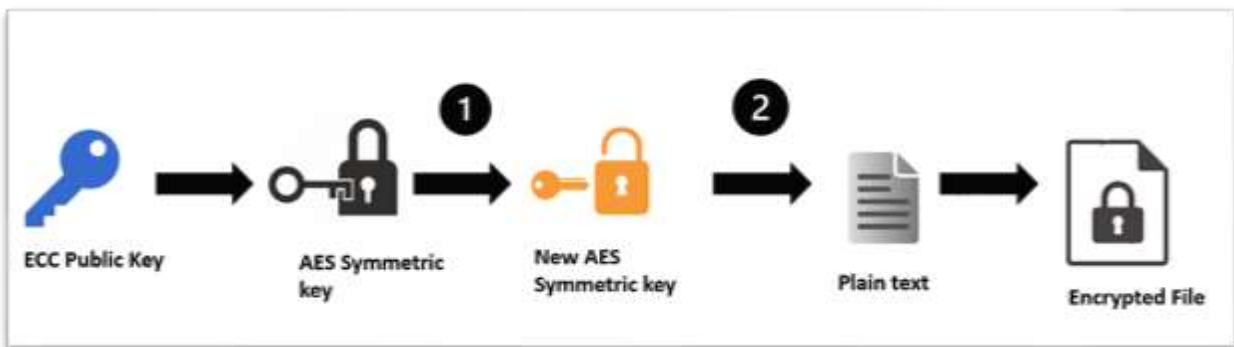 1
2
ECC Public Key
AES Symmetric
key
New AES
Symmetric key
Plain text
Encrypted File